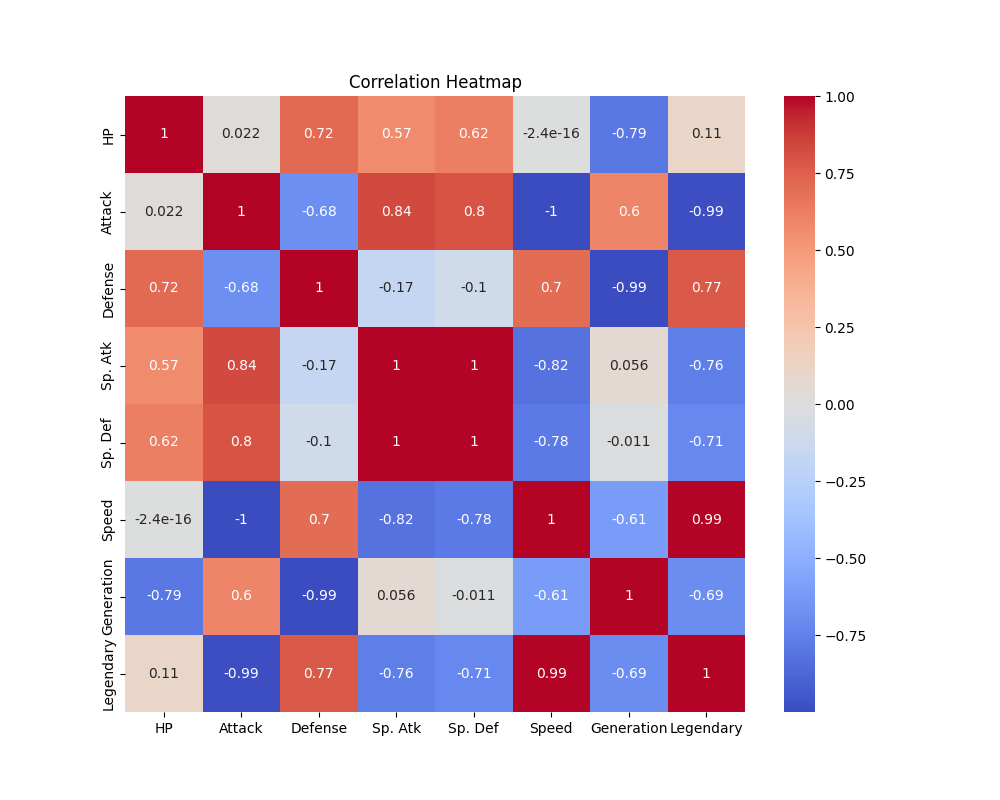 Correlation Heatmap
HP 1 0.022 0.72 0.57 0.62 -2.4e-16 -0.79 0.11
Attack 0.022 1 -0.68 0.84 0.8 -1 0.6 -0.99
Defense 0.72 -0.68 1 -0.17 -0.1 0.7 -0.99 0.77
Sp. Atk 0.57 0.84 -0.17 1 1 -0.82 0.056 -0.76
Sp. Def 0.62 0.8 -0.1 1 1 -0.78 -0.011 -0.71
Speed -2.4e-16 -1 0.7 -0.82 -0.78 1 -0.61 0.99
Generation -0.79 0.6 -0.99 0.056 -0.011 -0.61 1 -0.69
Legendary 0.11 -0.99 0.77 -0.76 -0.71 0.99 -0.69 1
HP Attack Defense Sp. Atk Sp. Def Speed Generation Legendary
1.00
0.75
0.50
0.25
0.00
−0.25
−0.50
−0.75